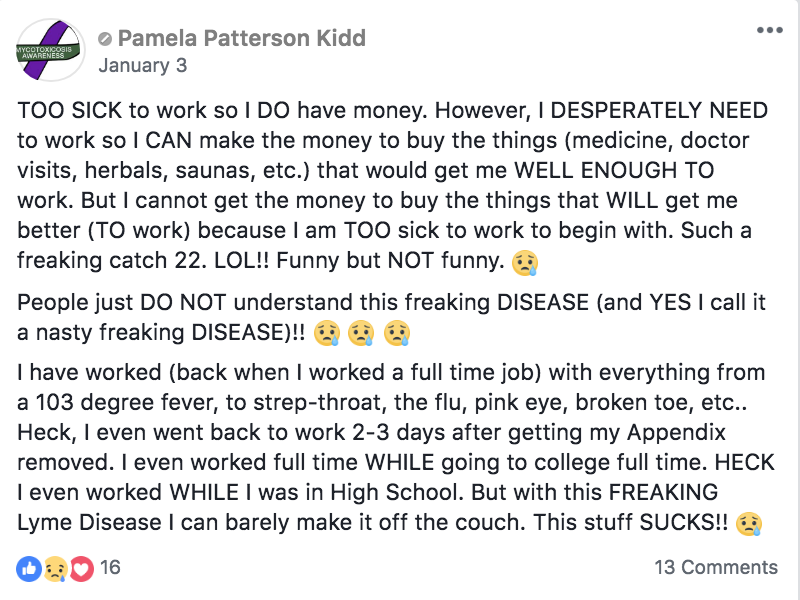 MYCOTOXICOSIS
AWARENESS
Pamela Patterson Kidd
January 3
TOO SICK to work so I DO have money. However, I DESPERATELY NEED
to work so I CAN make the money to buy the things (medicine, doctor
visits, herbals, saunas, etc.) that would get me WELL ENOUGH TO
work. But I cannot get the money to buy the things that WILL get me
better (TO work) because I am TOO sick to work to begin with. Such a
freaking catch 22. LOL!! Funny but NOT funny. 😢
People just DO NOT understand this freaking DISEASE (and YES I call it
a nasty freaking DISEASE)!! 😢 😢 😢
I have worked (back when I worked a full time job) with everything from
a 103 degree fever, to strep-throat, the flu, pink eye, broken toe, etc..
Heck, I even went back to work 2-3 days after getting my Appendix
removed. I even worked full time WHILE going to college full time. HECK
I even worked WHILE I was in High School. But with this FREAKING
Lyme Disease I can barely make it off the couch. This stuff SUCKS!! 😢
16
13 Comments